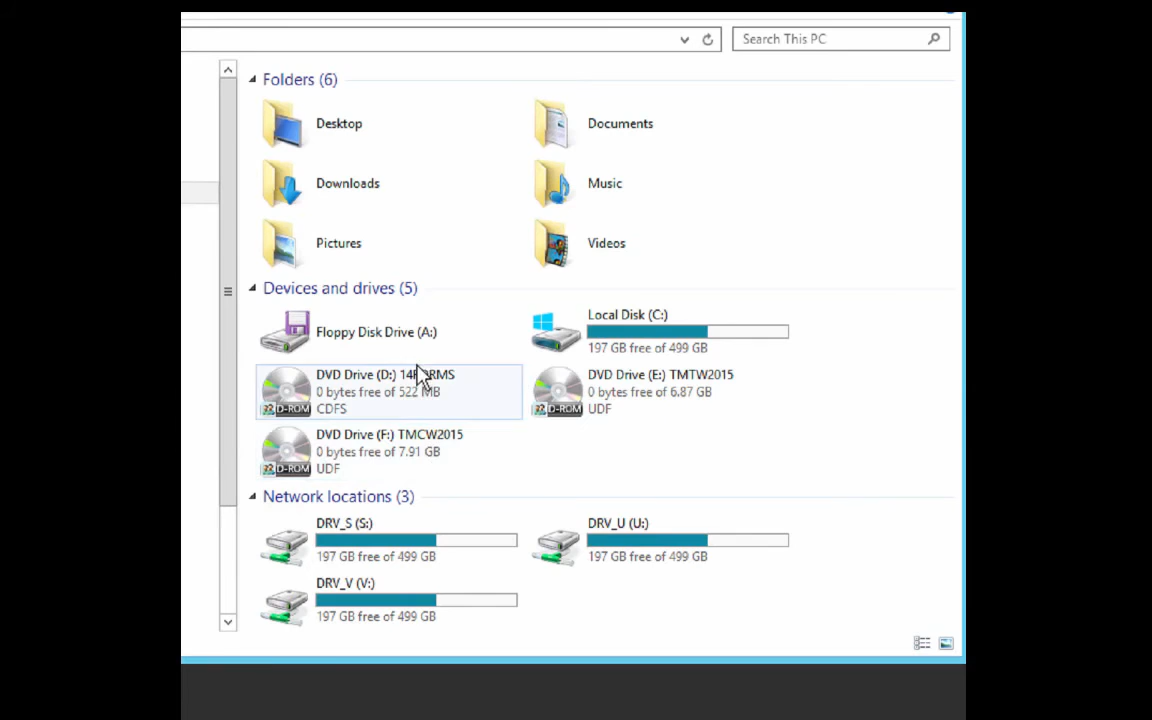 Search This PC
Folders (6)
Desktop
Documents
Downloads
Music
Pictures
Videos
Devices and drives (5)
Floppy Disk Drive (A:)
Local Disk (C:)
197 GB free of 499 GB
DVD Drive (D:)
0 bytes free of 522 MB
CDFS
D-ROM
DVD Drive (E:) TMTW2015
0 bytes free of 6.87 GB
UDF
D-ROM
DVD Drive (F:) TMCW2015
0 bytes free of 7.91 GB
UDF
D-ROM
Network locations (3)
DRV_S (S:)
197 GB free of 499 GB
DRV_U (U:)
197 GB free of 499 GB
DRV_V (V:)
197 GB free of 499 GB